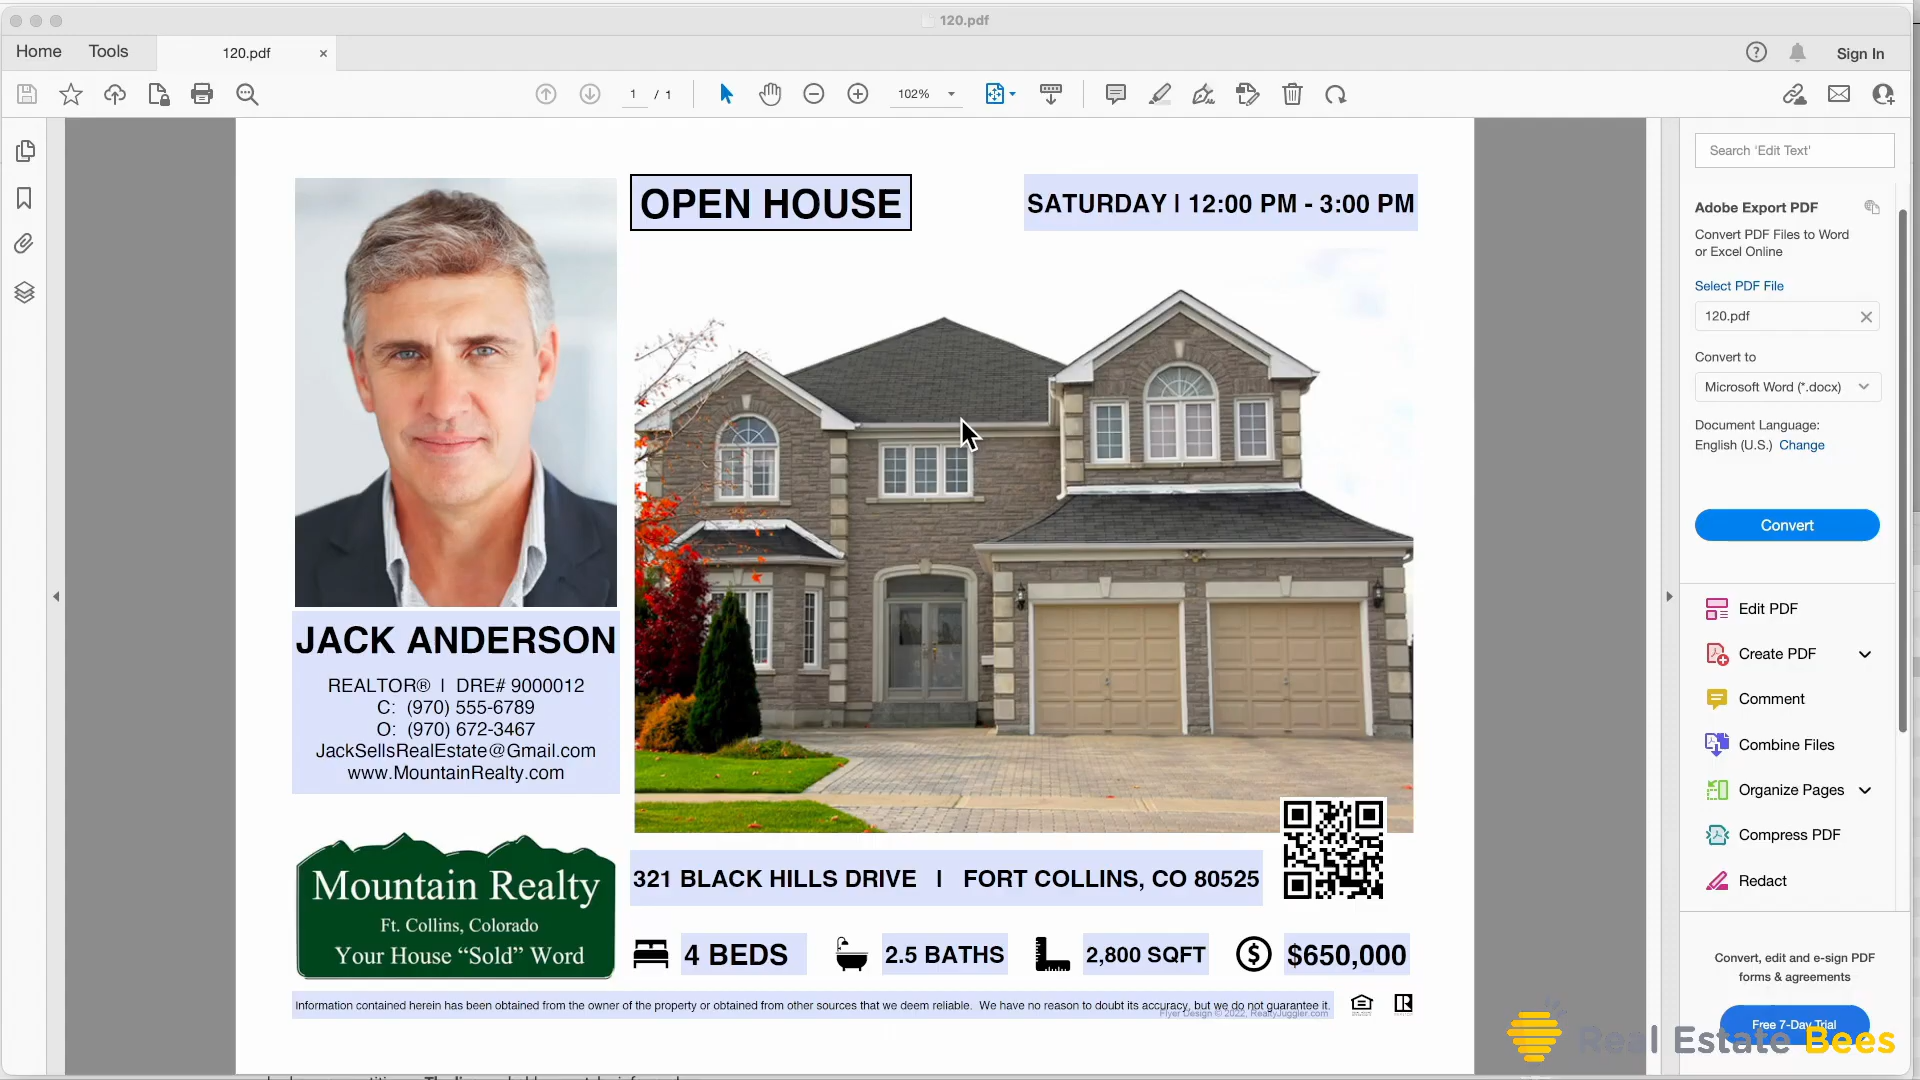 120.pdf
Home
Tools
120.pdf
Sign In
1 / 1
102%
OPEN HOUSE
SATURDAY | 12:00 PM - 3:00 PM
JACK ANDERSON
REALTOR® | DRE# 9000012
C: (970) 555-6789
O: (970) 672-3467
JackSellsRealEstate@Gmail.com
www.MountainRealty.com
Mountain Realty
Ft. Collins, Colorado
Your House “Sold” Word
321 BLACK HILLS DRIVE | FORT COLLINS, CO 80525
4 BEDS
2.5 BATHS
2,800 SQFT
$650,000
Information contained herein has been obtained from the owner of the property or obtained from other sources that we deem reliable. We have no reason to doubt its accuracy, but we do not guarantee it.
Flyer Design © 2022, RealtyJuggler.com
Search 'Edit Text'
Adobe Export PDF
Convert PDF Files to Word
or Excel Online
Select PDF File
120.pdf
Convert to
Microsoft Word (*.docx)
Document Language:
English (U.S.) Change
Convert
Edit PDF
Create PDF
Comment
Combine Files
Organize Pages
Compress PDF
Redact
Convert, edit and e-sign PDF
forms & agreements
Free 7-Day Trial
Real Estate Bees